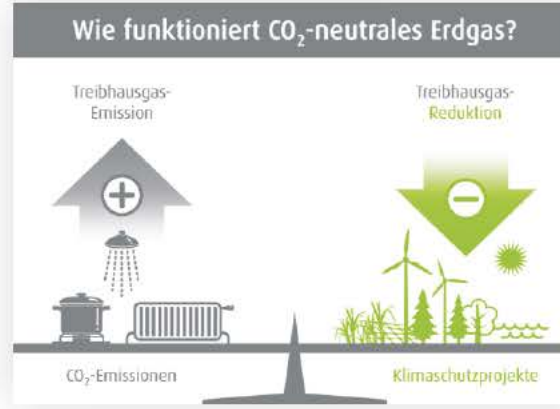 Wie funktioniert CO₂-neutrales Erdgas?
Treibhausgas-
Emission
Treibhausgas-
Reduktion
CO₂-Emissionen
Klimaschutzprojekte